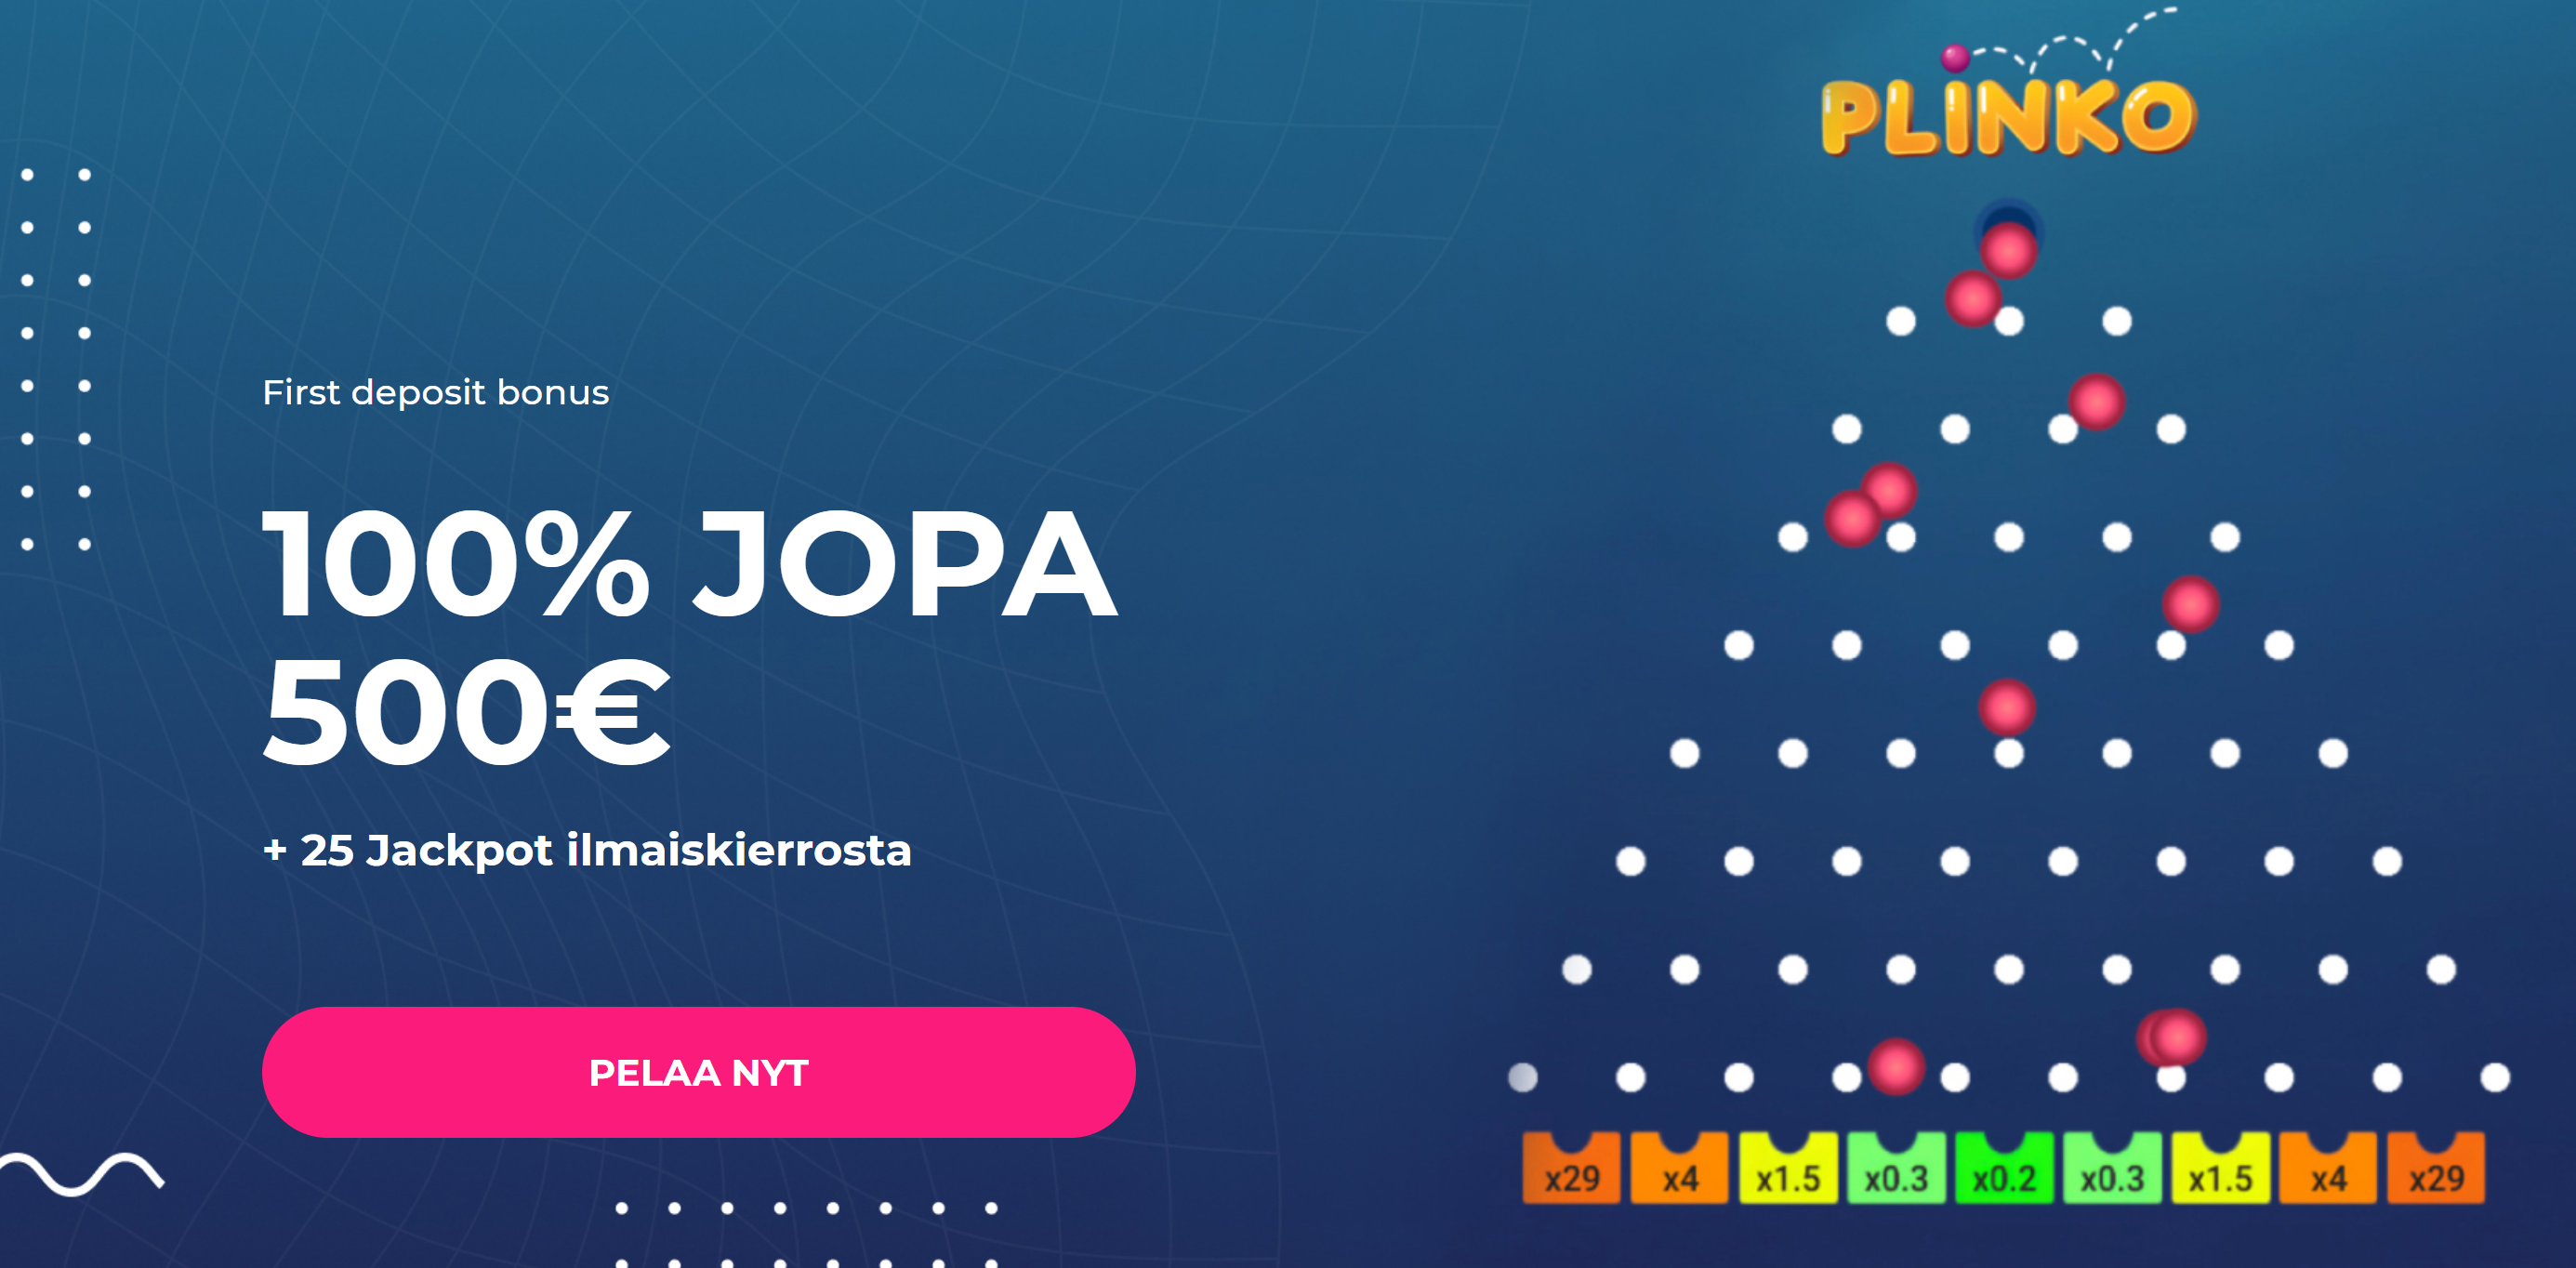 PLINKO
First deposit bonus
100% JOPA
500€
+ 25 Jackpot ilmaiskierrosta
PELAA NYT
x29 x4 x1.5 x0.3 x0.2 x0.3 x1.5 x4 x29